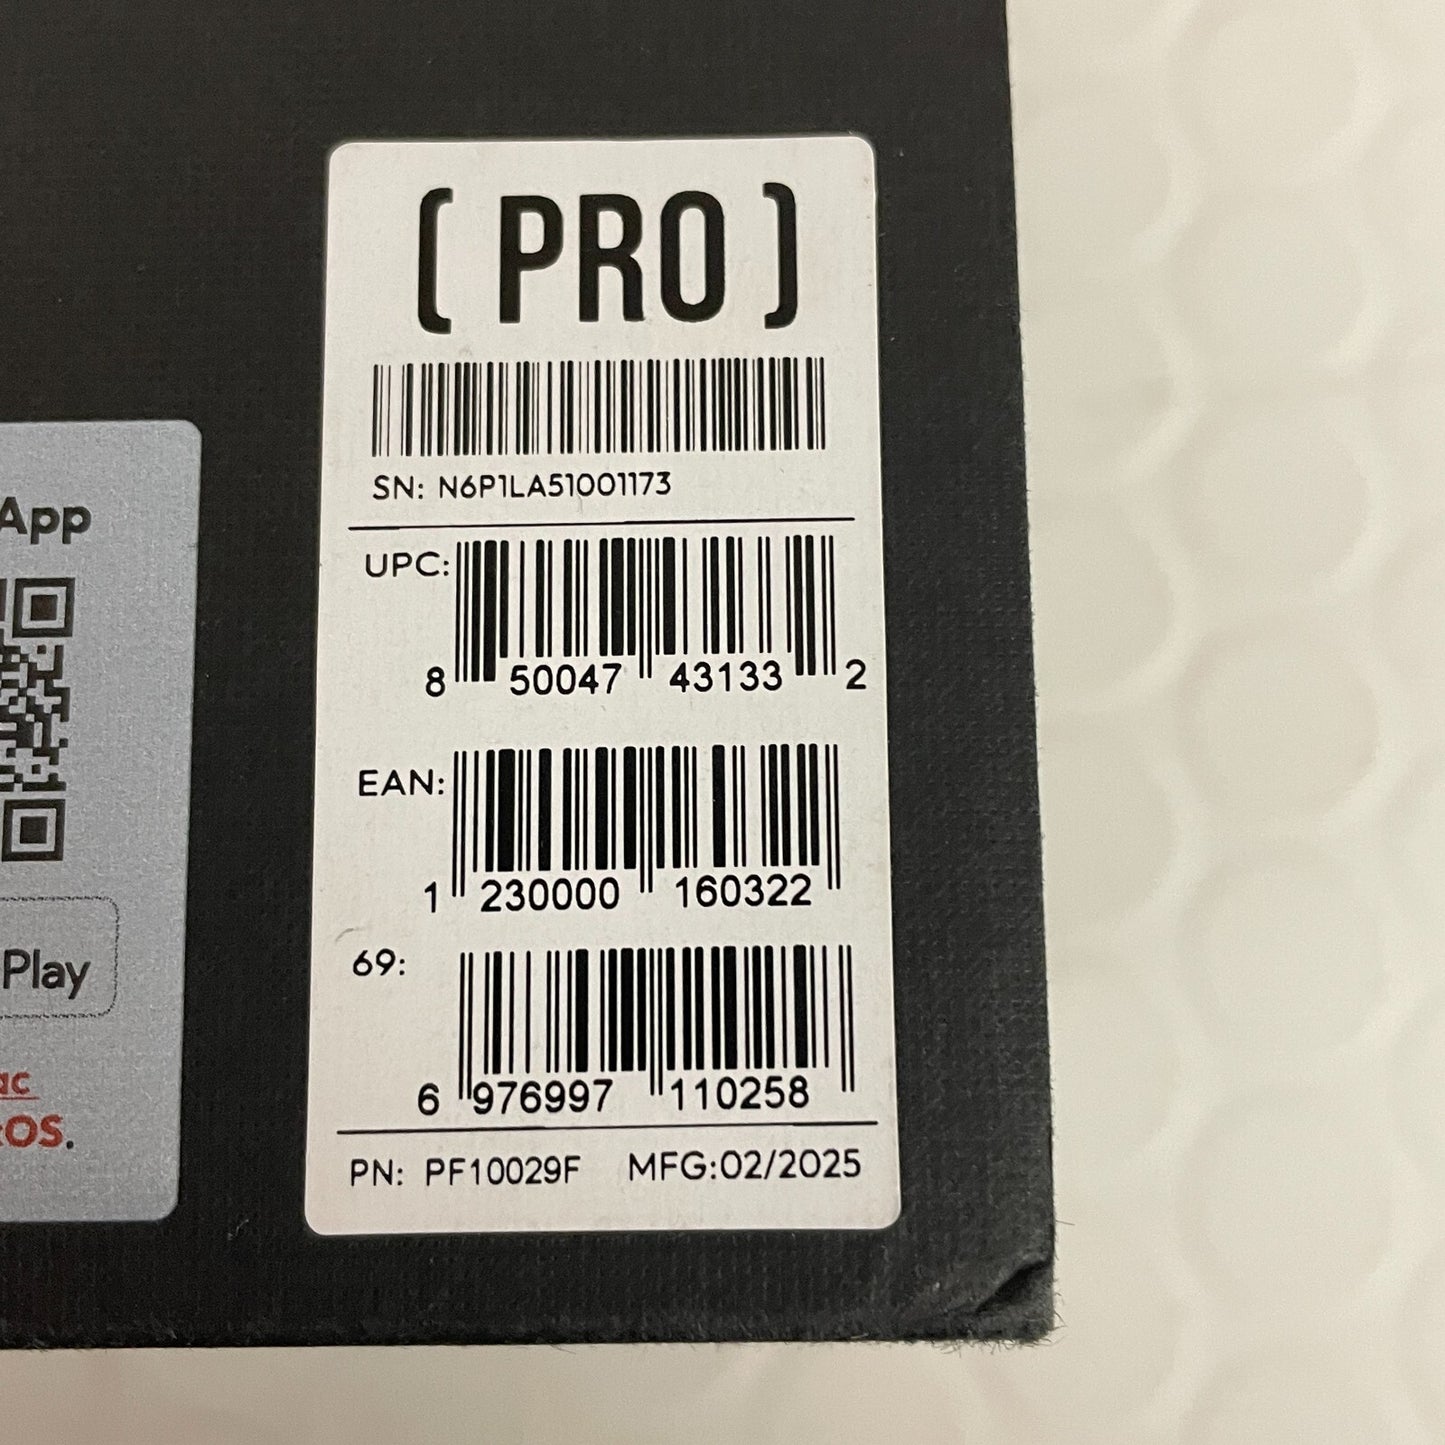 ( PRO )
SN: N6P1LA51001173
UPC:
8 50047 43133 2
EAN:
1 230000 160322
69:
6 976997 110258
PN: PF10029F MFG:02/2025
App
Play